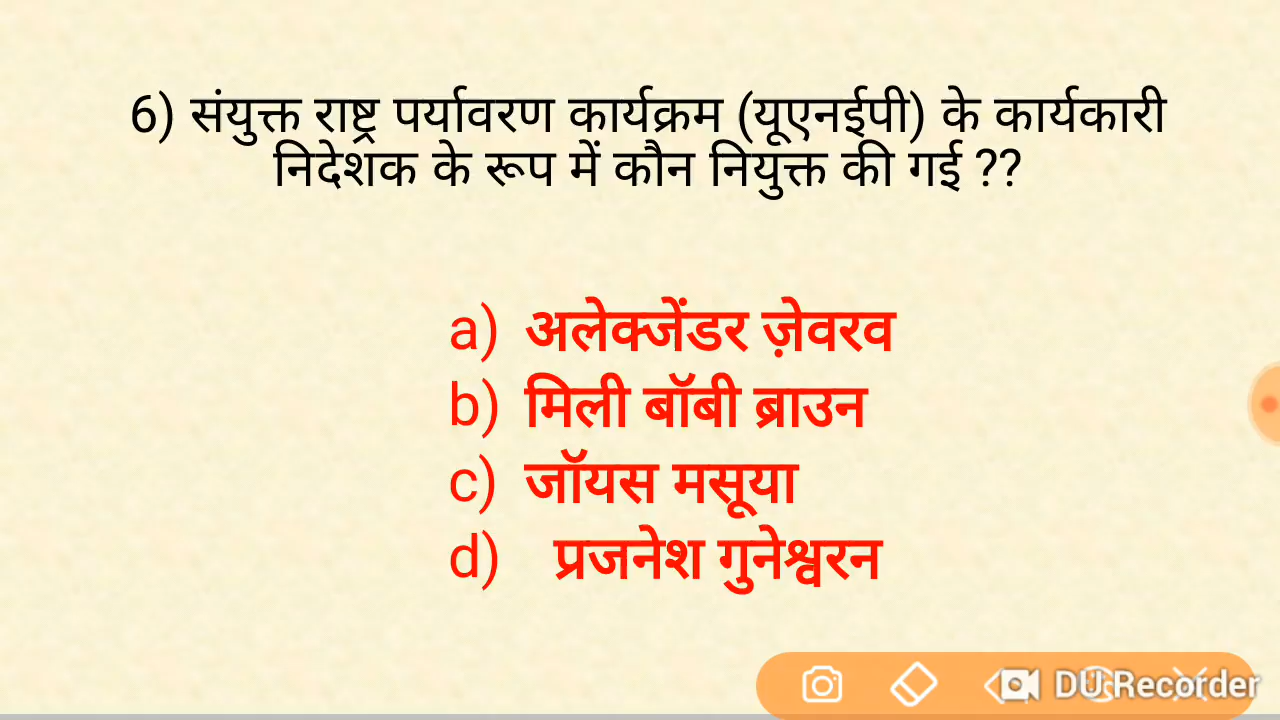 6) संयुक्त राष्ट्र पर्यावरण कार्यक्रम (यूएनईपी) के कार्यकारी
निदेशक के रूप में कौन नियुक्त की गई ??
a) अलेक्जेंडर ज़ेवरव
b) मिली बॉबी ब्राउन
c) जॉयस मसूया
d) प्रजनेश गुनेश्वरन
DU Recorder